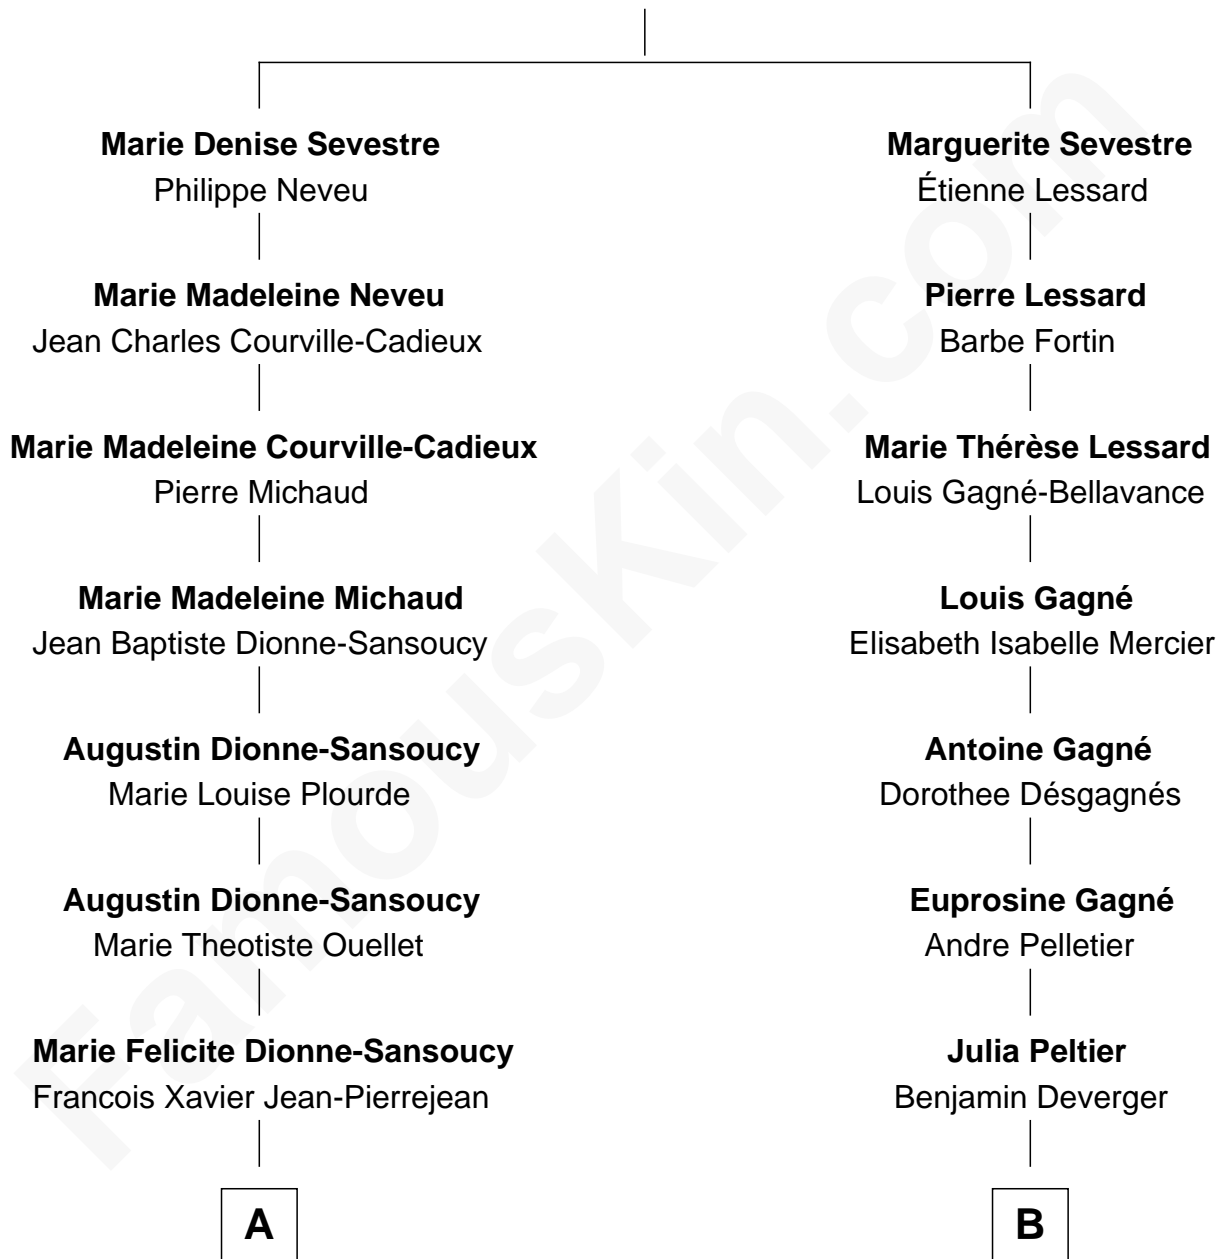 Marie Denise Sevestre
Philippe Neveu
Marie Madeleine Neveu
Jean Charles Courville-Cadieux
Marie Madeleine Courville-Cadieux
Pierre Michaud
Marie Madeleine Michaud
Jean Baptiste Dionne-Sansoucy
Augustin Dionne-Sansoucy
Marie Louise Plourde
Augustin Dionne-Sansoucy
Marie Theotiste Ouellet
Marie Felicite Dionne-Sansoucy
Francois Xavier Jean-Pierrejean
A
Marguerite Sevestre
Étienne Lessard
Pierre Lessard
Barbe Fortin
Marie Thérèse Lessard
Louis Gagné-Bellavance
Louis Gagné
Elisabeth Isabelle Mercier
Antoine Gagné
Dorothee Désgagnés
Euprosine Gagné
Andre Pelletier
Julia Peltier
Benjamin Deverger
B
FamousKin.com